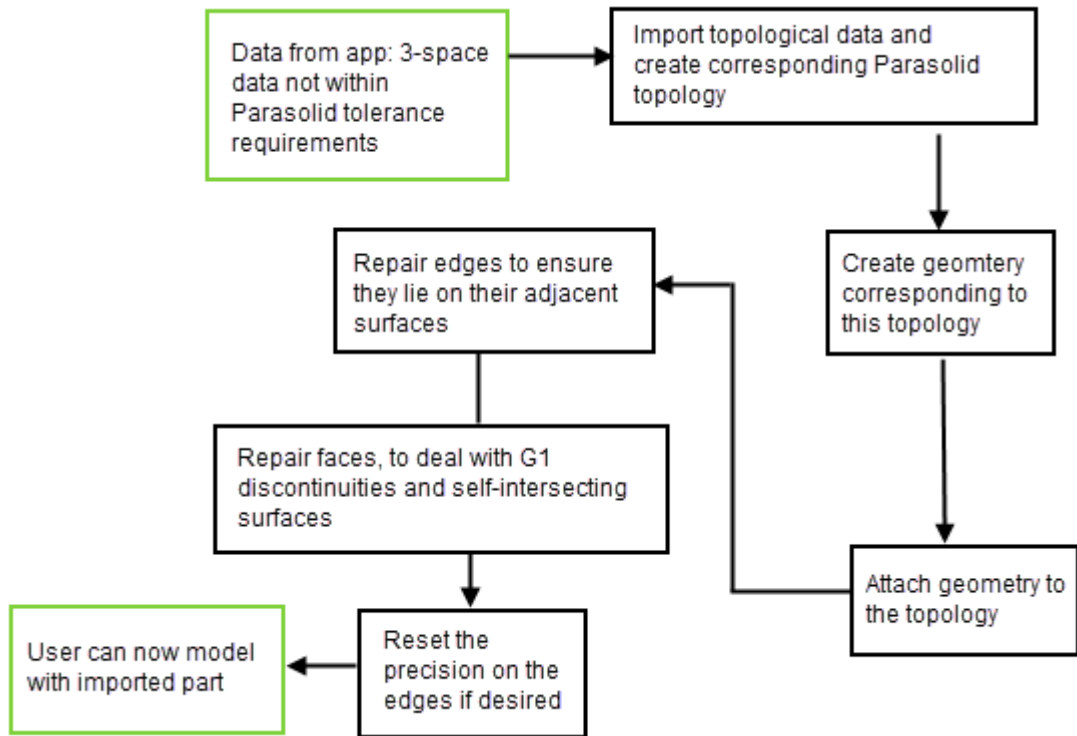 Data from app: 3-space
data not within
Parasolid tolerance
requirements
Import topological data and
create corresponding Parasolid
topology
Create geomtery
corresponding to
this topology
Attach geometry to
the topology
Repair edges to ensure
they lie on their adjacent
surfaces
Repair faces, to deal with G1
discontinuities and self-intersecting
surfaces
Reset the
precision on the
edges if desired
User can now model
with imported part